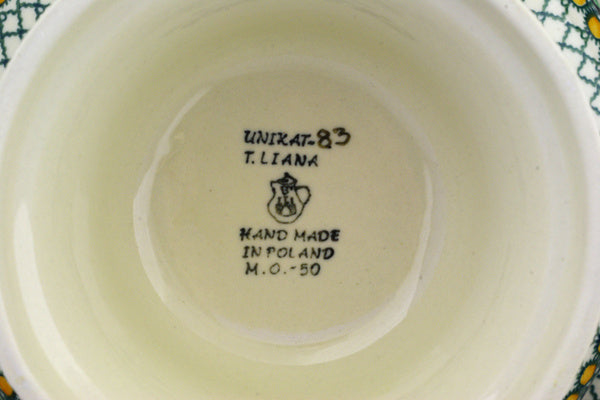 UNIKAT-83
T. LIANA
HAND MADE
IN POLAND
M.O.-50